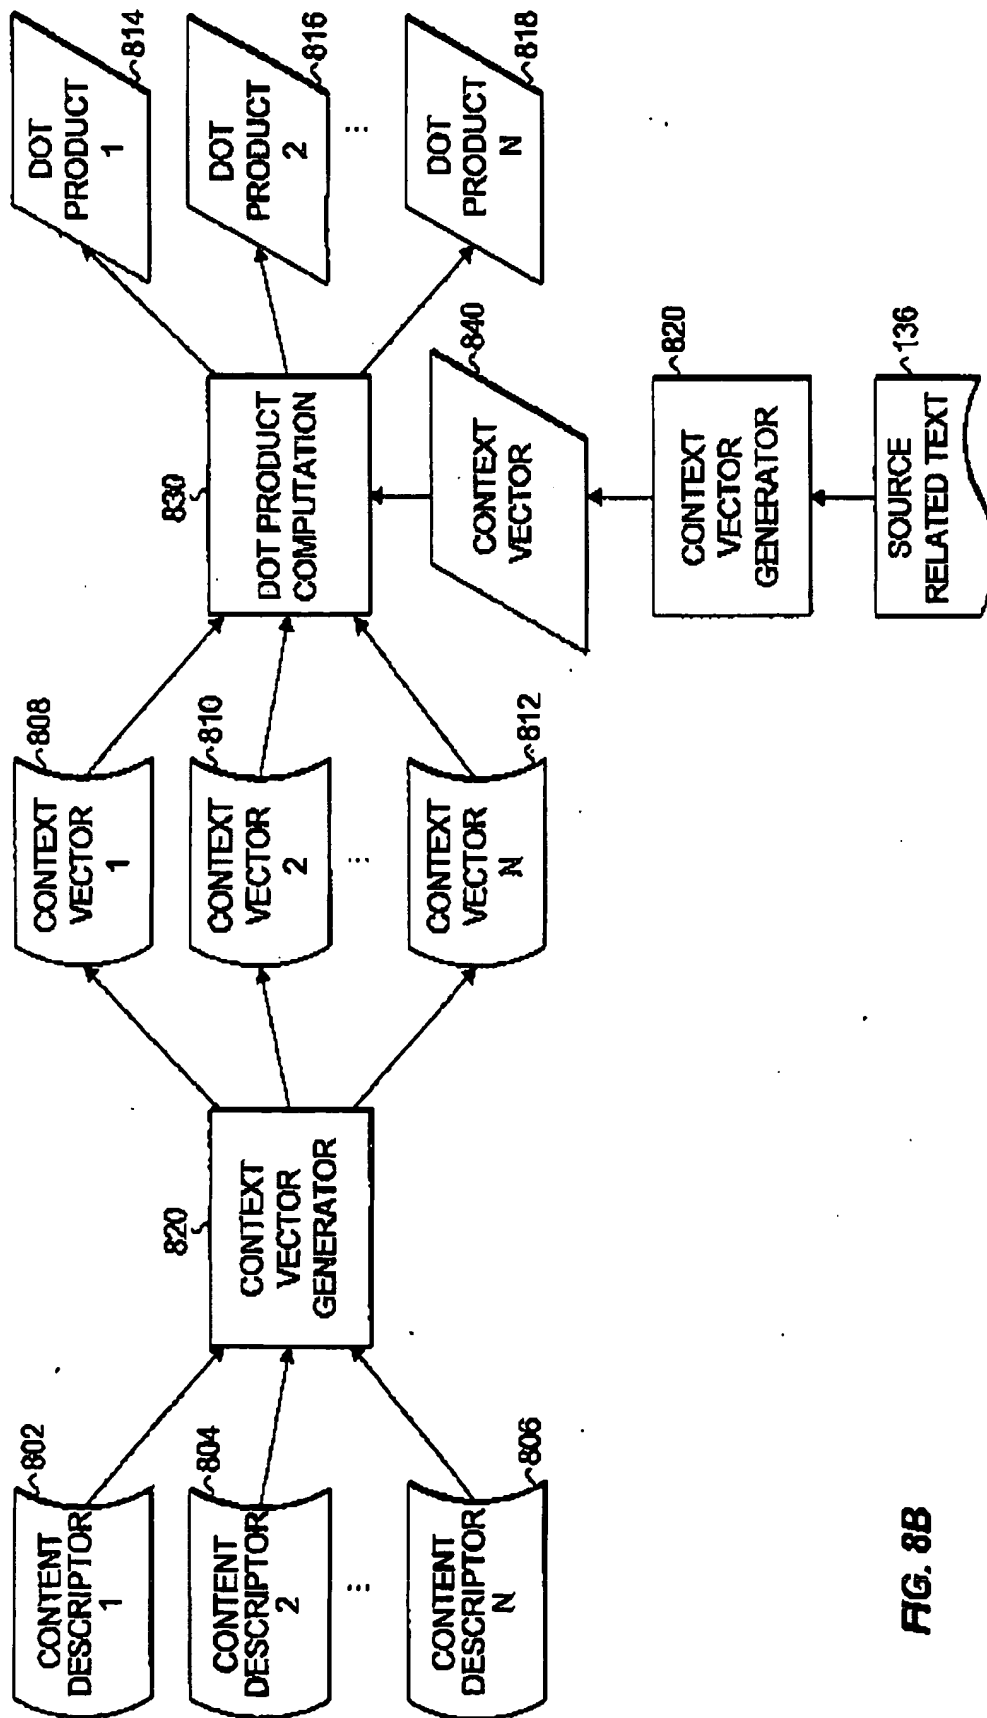 802
CONTENT
DESCRIPTOR
1
804
CONTENT
DESCRIPTOR
2
...
806
CONTENT
DESCRIPTOR
N
820
CONTEXT
VECTOR
GENERATOR
808
CONTEXT
VECTOR
1
810
CONTEXT
VECTOR
2
...
812
CONTEXT
VECTOR
N
830
DOT PRODUCT
COMPUTATION
814
DOT
PRODUCT
1
816
DOT
PRODUCT
2
...
818
DOT
PRODUCT
N
840
CONTEXT
VECTOR
820
CONTEXT
VECTOR
GENERATOR
136
SOURCE
RELATED TEXT
FIG. 8B